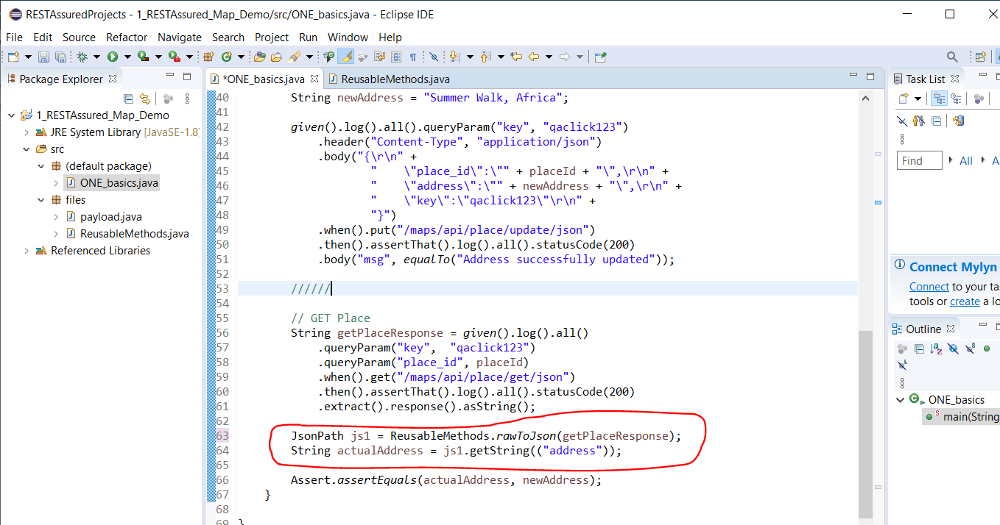 RESTAssuredProjects - 1_RESTAssured_Map_Demo/src/ONE_basics.java - Eclipse IDE
File Edit Source Refactor Navigate Search Project Run Window Help
Package Explorer
1_RESTAssured_Map_Demo
JRE System Library [JavaSE-1.8]
src
(default package)
ONE_basics.java
files
payload.java
ReusableMethods.java
Referenced Libraries
*ONE_basics.java
ReusableMethods.java
40 String newAddress = "Summer Walk, Africa";
41
42 given().log().all().queryParam("key", "qaclick123")
43 .header("Content-Type", "application/json")
44 .body("{\r\n" +
45 "    \"place_id\":\"" + placeId + "\",\r\n" +
46 "    \"address\":\"" + newAddress + "\",\r\n" +
47 "    \"key\":\"qaclick123\"\r\n" +
48 "}")
49 .when().put("/maps/api/place/update/json")
50 .then().assertThat().log().all().statusCode(200)
51 .body("msg", equalTo("Address successfully updated"));
52
53 //////
54
55 // GET Place
56 String getPlaceResponse = given().log().all()
57 .queryParam("key",  "qaclick123")
58 .queryParam("place_id", placeId)
59 .when().get("/maps/api/place/get/json")
60 .then().assertThat().log().all().statusCode(200)
61 .extract().response().asString();
62
63 JsonPath js1 = ReusableMethods.rawToJson(getPlaceResponse);
64 String actualAddress = js1.getString(("address"));
65
66 Assert.assertEquals(actualAddress, newAddress);
67 }
68
69 }
Task List
Find All A
Connect Mylyn
Connect to your ta
tools or create a lo
Outline
ONE_basics
main(String